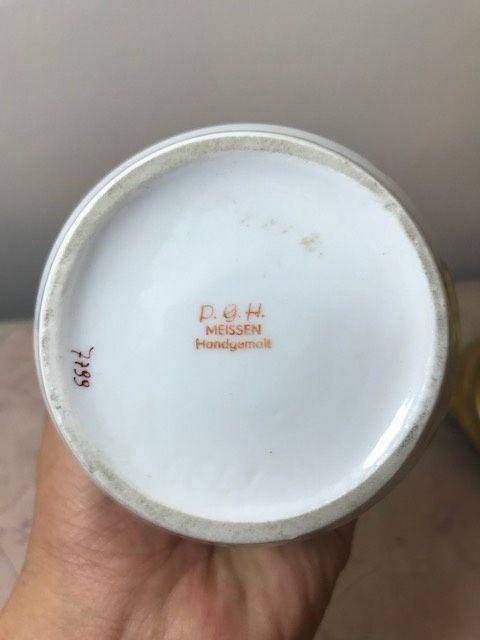 P. G. H.
MEISSEN
Handgemalt
7799